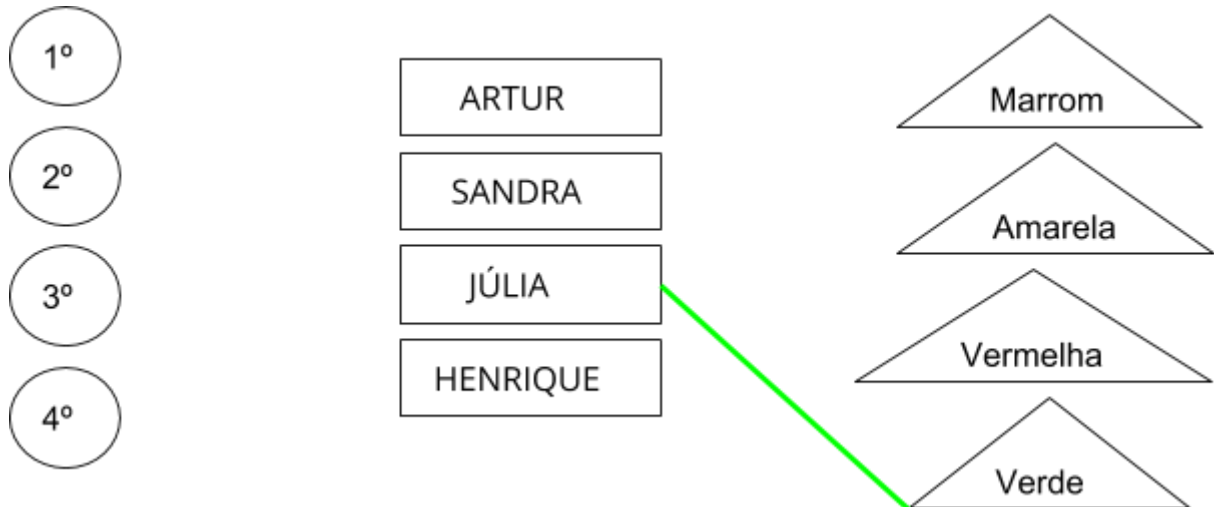 1º
2º
3º
4º
ARTUR
SANDRA
JÚLIA
HENRIQUE
Marrom
Amarela
Vermelha
Verde